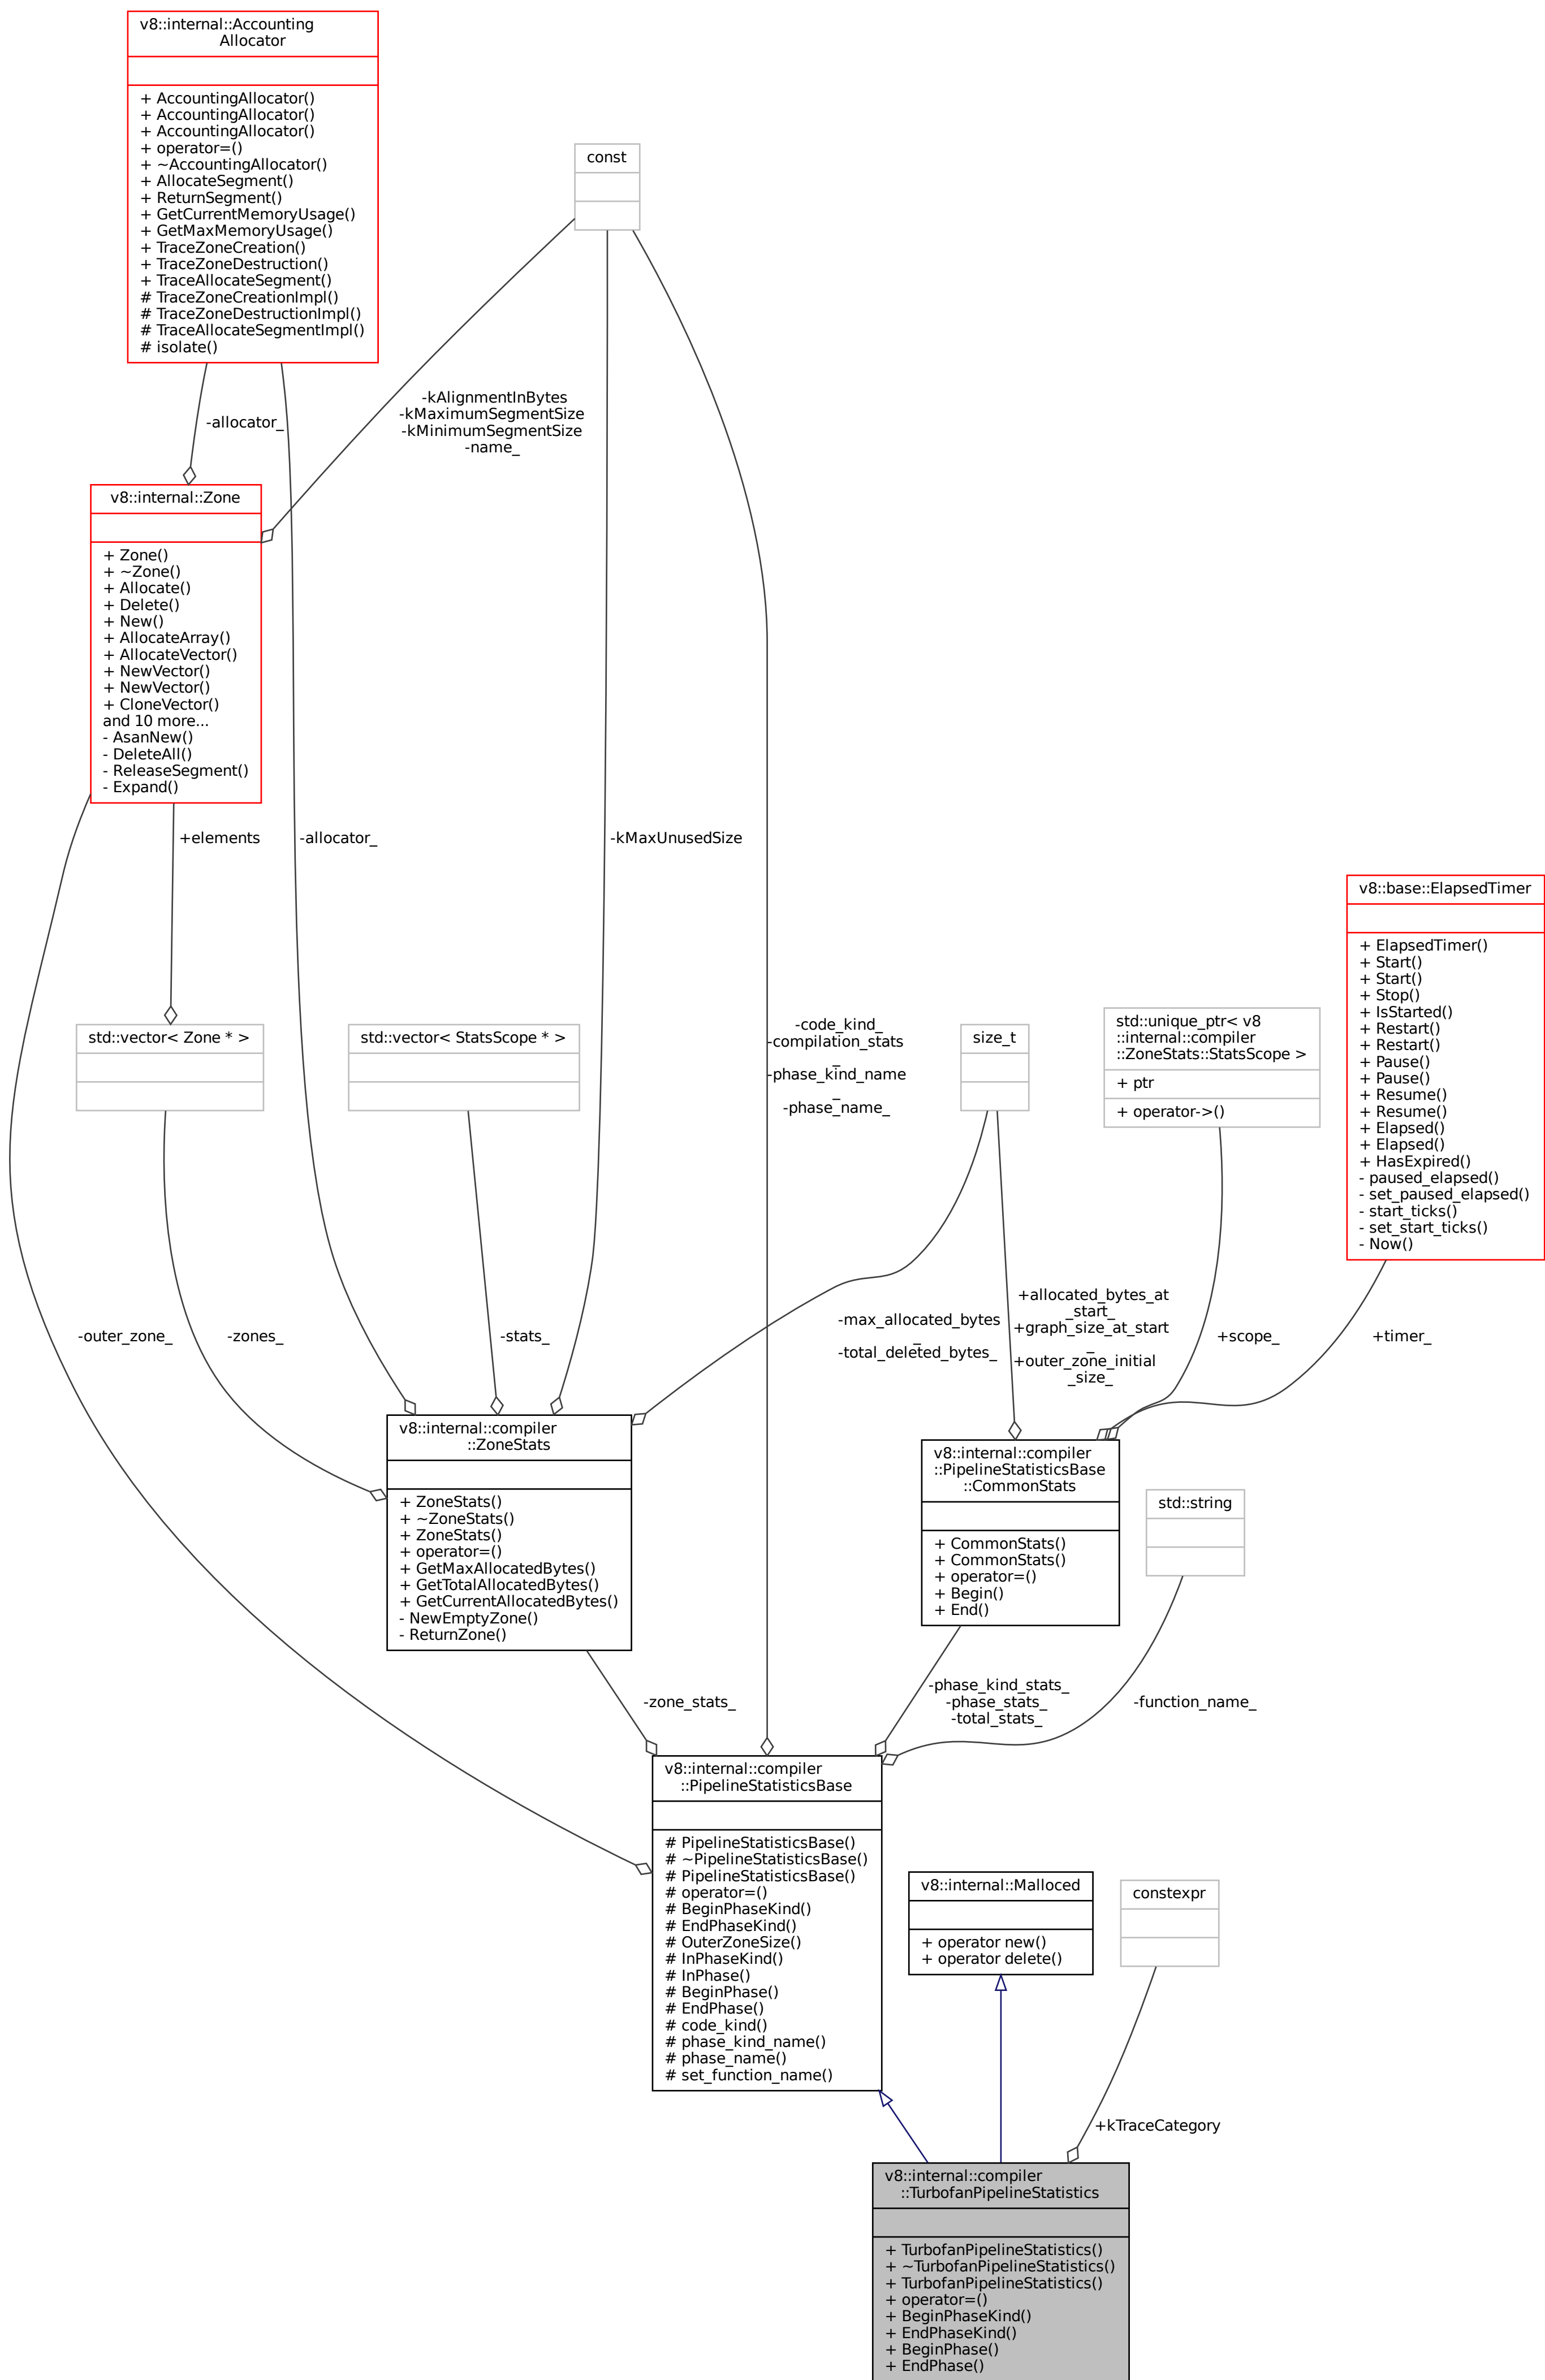 v8::internal::Accounting
Allocator
+ AccountingAllocator()
+ AccountingAllocator()
+ AccountingAllocator()
+ operator=()
+ ~AccountingAllocator()
+ AllocateSegment()
+ ReturnSegment()
+ GetCurrentMemoryUsage()
+ GetMaxMemoryUsage()
+ TraceZoneCreation()
+ TraceZoneDestruction()
+ TraceAllocateSegment()
# TraceZoneCreationImpl()
# TraceZoneDestructionImpl()
# TraceAllocateSegmentImpl()
# isolate()
const
-allocator_
-kAlignmentInBytes
-kMaximumSegmentSize
-kMinimumSegmentSize
-name_
v8::internal::Zone
+ Zone()
+ ~Zone()
+ Allocate()
+ Delete()
+ New()
+ AllocateArray()
+ AllocateVector()
+ NewVector()
+ NewVector()
+ CloneVector()
and 10 more...
- AsanNew()
- DeleteAll()
- ReleaseSegment()
- Expand()
+elements
-allocator_
-kMaxUnusedSize
v8::base::ElapsedTimer
+ ElapsedTimer()
+ Start()
+ Start()
+ Stop()
+ IsStarted()
+ Restart()
+ Restart()
+ Pause()
+ Pause()
+ Resume()
+ Resume()
+ Elapsed()
+ Elapsed()
+ HasExpired()
- paused_elapsed()
- set_paused_elapsed()
- start_ticks()
- set_start_ticks()
- Now()
std::vector< Zone * >
std::vector< StatsScope * >
-code_kind_
-compilation_stats
_
-phase_kind_name
_
-phase_name_
size_t
std::unique_ptr< v8
::internal::compiler
::ZoneStats::StatsScope >
+ ptr
+ operator->()
-outer_zone_
-zones_
-stats_
-max_allocated_bytes
_
-total_deleted_bytes_
+allocated_bytes_at
_start_
+graph_size_at_start
_
+outer_zone_initial
_size_
+scope_
+timer_
v8::internal::compiler
::ZoneStats
+ ZoneStats()
+ ~ZoneStats()
+ ZoneStats()
+ operator=()
+ GetMaxAllocatedBytes()
+ GetTotalAllocatedBytes()
+ GetCurrentAllocatedBytes()
- NewEmptyZone()
- ReturnZone()
v8::internal::compiler
::PipelineStatisticsBase
::CommonStats
+ CommonStats()
+ CommonStats()
+ operator=()
+ Begin()
+ End()
std::string
-zone_stats_
-phase_kind_stats_
-phase_stats_
-total_stats_
-function_name_
v8::internal::compiler
::PipelineStatisticsBase
# PipelineStatisticsBase()
# ~PipelineStatisticsBase()
# PipelineStatisticsBase()
# operator=()
# BeginPhaseKind()
# EndPhaseKind()
# OuterZoneSize()
# InPhaseKind()
# InPhase()
# BeginPhase()
# EndPhase()
# code_kind()
# phase_kind_name()
# phase_name()
# set_function_name()
v8::internal::Malloced
+ operator new()
+ operator delete()
constexpr
+kTraceCategory
v8::internal::compiler
::TurbofanPipelineStatistics
+ TurbofanPipelineStatistics()
+ ~TurbofanPipelineStatistics()
+ TurbofanPipelineStatistics()
+ operator=()
+ BeginPhaseKind()
+ EndPhaseKind()
+ BeginPhase()
+ EndPhase()